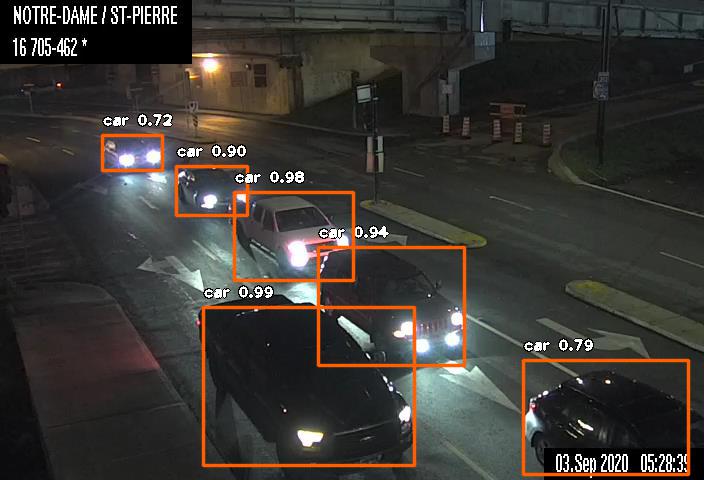 NOTRE-DAME / ST-PIERRE
16 705-462 *
car 0.72
car 0.90
car 0.98
car 0.94
car 0.99
car 0.79
03.Sep 2020 05:28:39